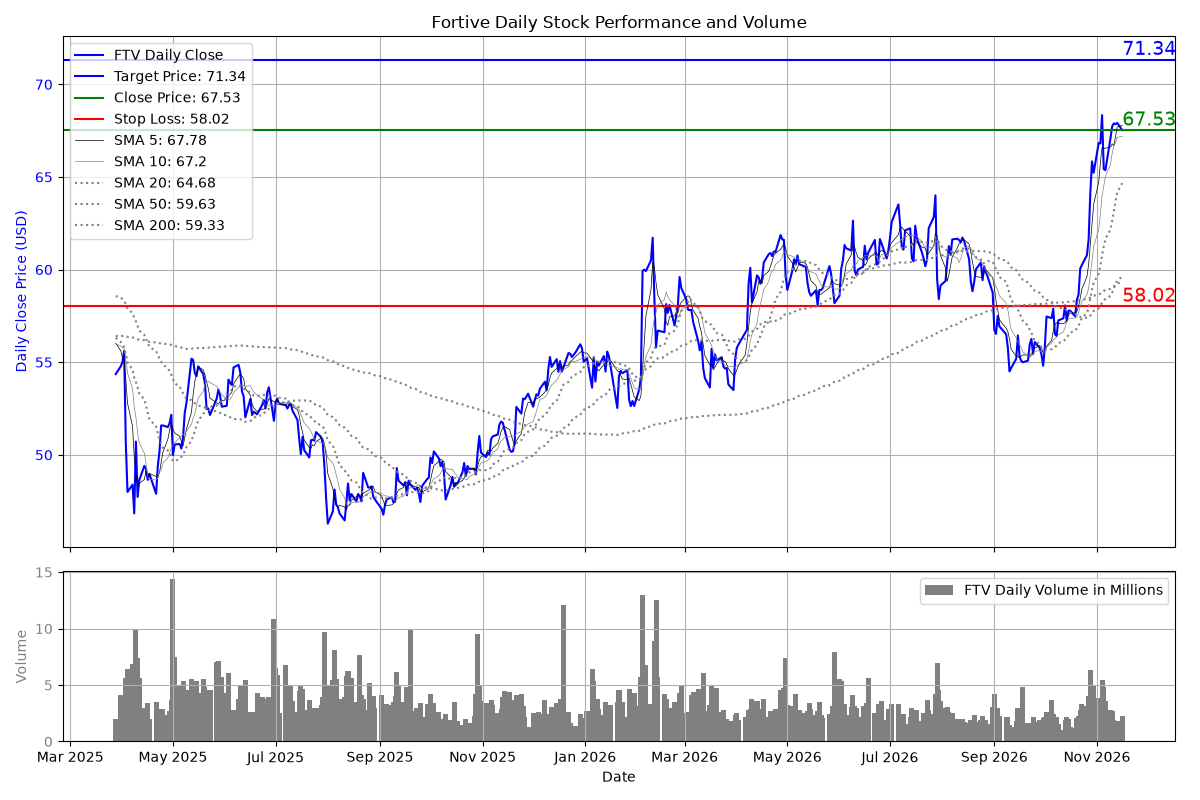 Fortive Daily Stock Performance and Volume
FTV Daily Close
Target Price: 71.34
Close Price: 67.53
Stop Loss: 58.02
SMA 5: 67.78
SMA 10: 67.2
SMA 20: 64.68
SMA 50: 59.63
SMA 200: 59.33
71.34
67.53
58.02
70
65
60
55
50
Daily Close Price (USD)
FTV Daily Volume in Millions
15
10
5
0
Volume
Mar 2025 May 2025 Jul 2025 Sep 2025 Nov 2025 Jan 2026 Mar 2026 May 2026 Jul 2026 Sep 2026 Nov 2026
Date